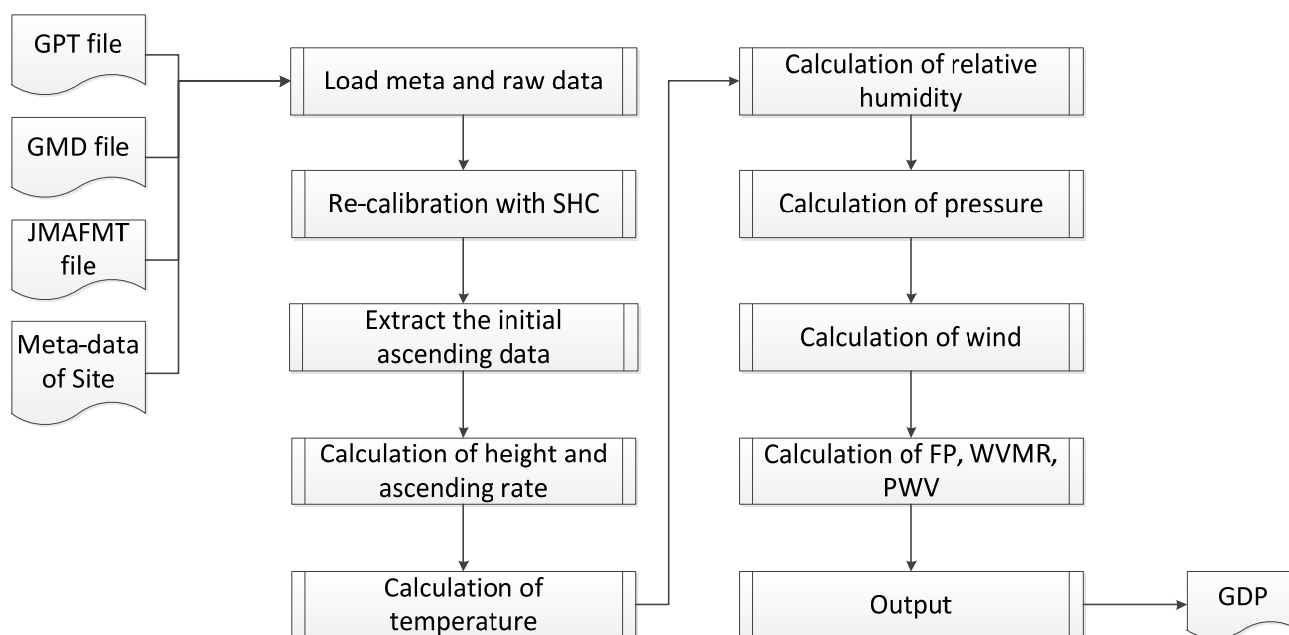 GPT file
GMD file
JMAFMT
file
Meta-data
of Site
Load meta and raw data
Re-calibration with SHC
Extract the initial
ascending data
Calculation of height and
ascending rate
Calculation of
temperature
Calculation of relative
humidity
Calculation of pressure
Calculation of wind
Calculation of FP, WVMR,
PWV
Output
GDP